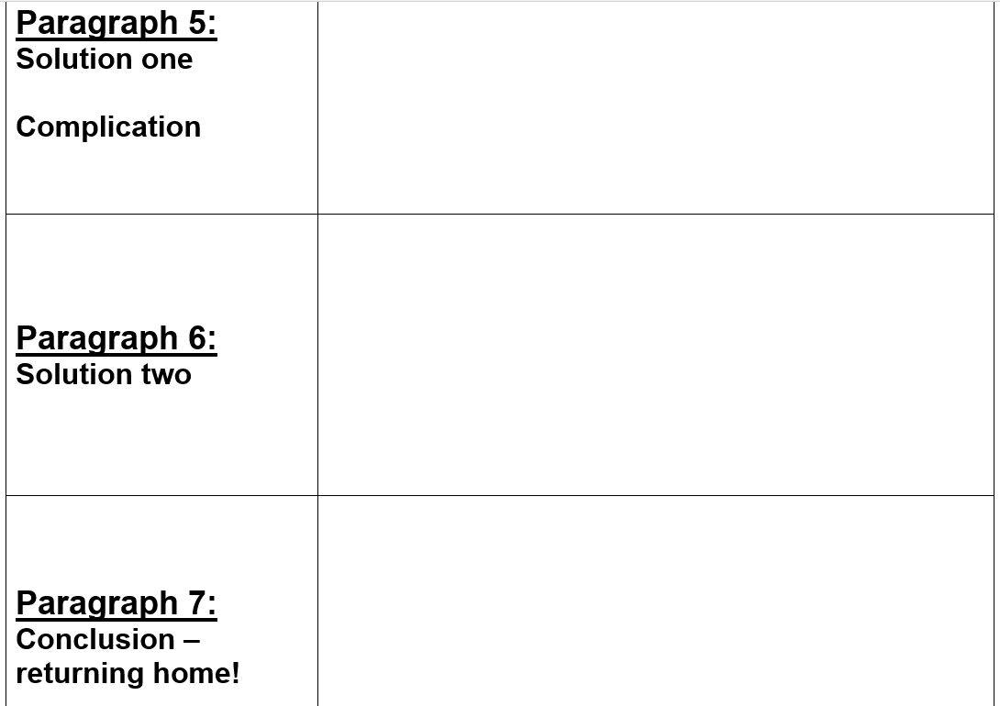 Paragraph 5:
Solution one
Complication
Paragraph 6:
Solution two
Paragraph 7:
Conclusion –
returning home!